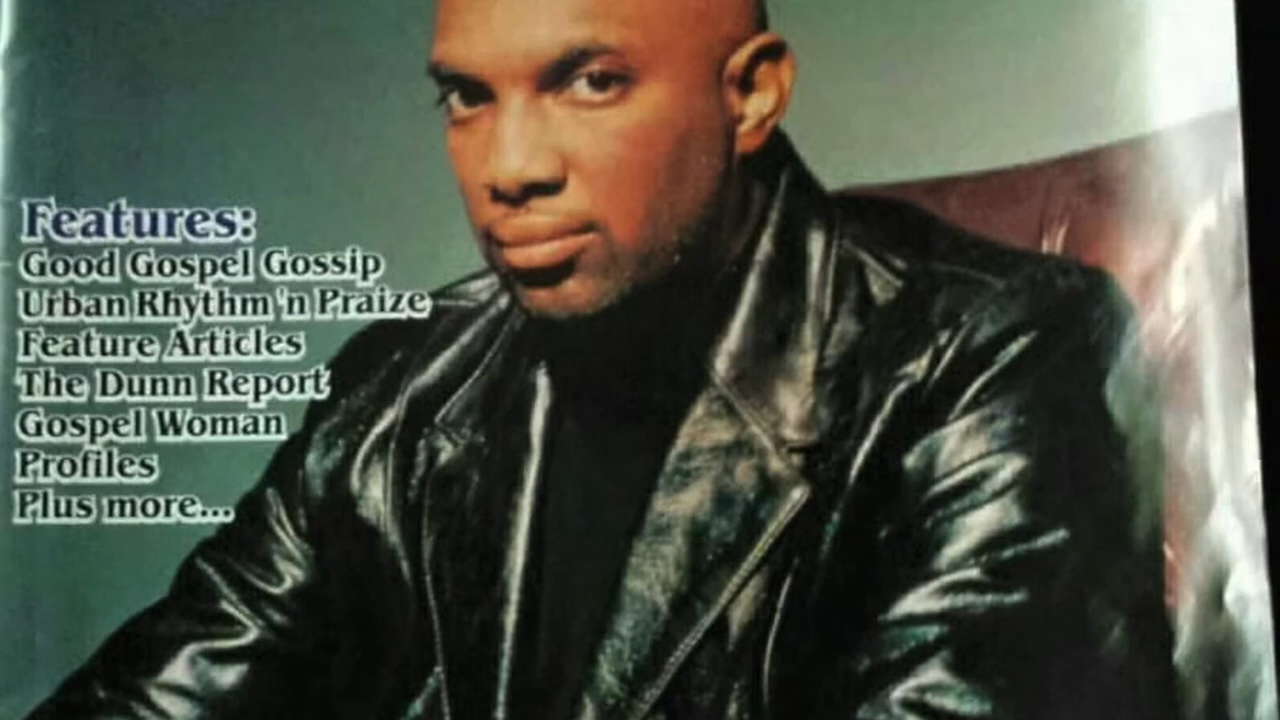 Features:
Good Gospel Gossip
Urban Rhythm 'n Praize
Feature Articles
The Dunn Report
Gospel Woman
Profiles
Plus more...